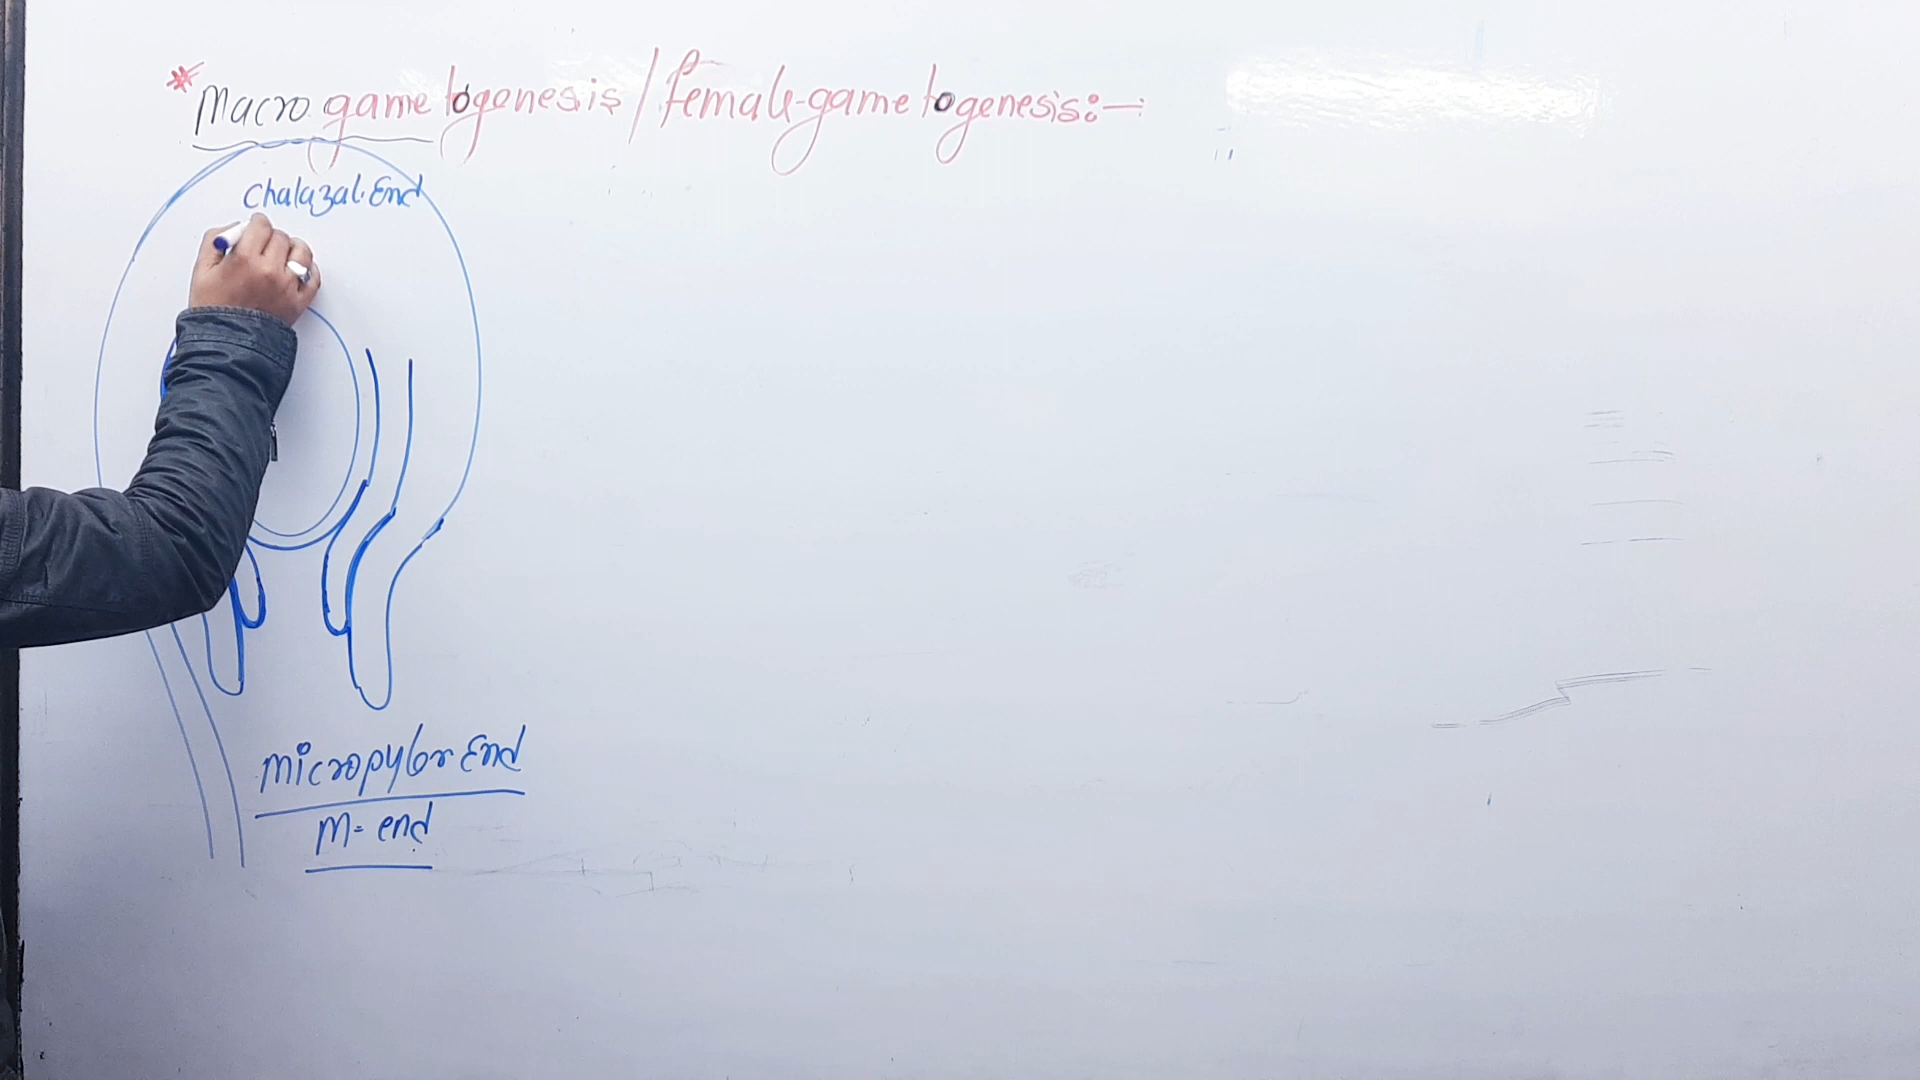 * Macro gametogenesis / female-gametogenesis:-
Chalazal. End
micropylar End
m- end